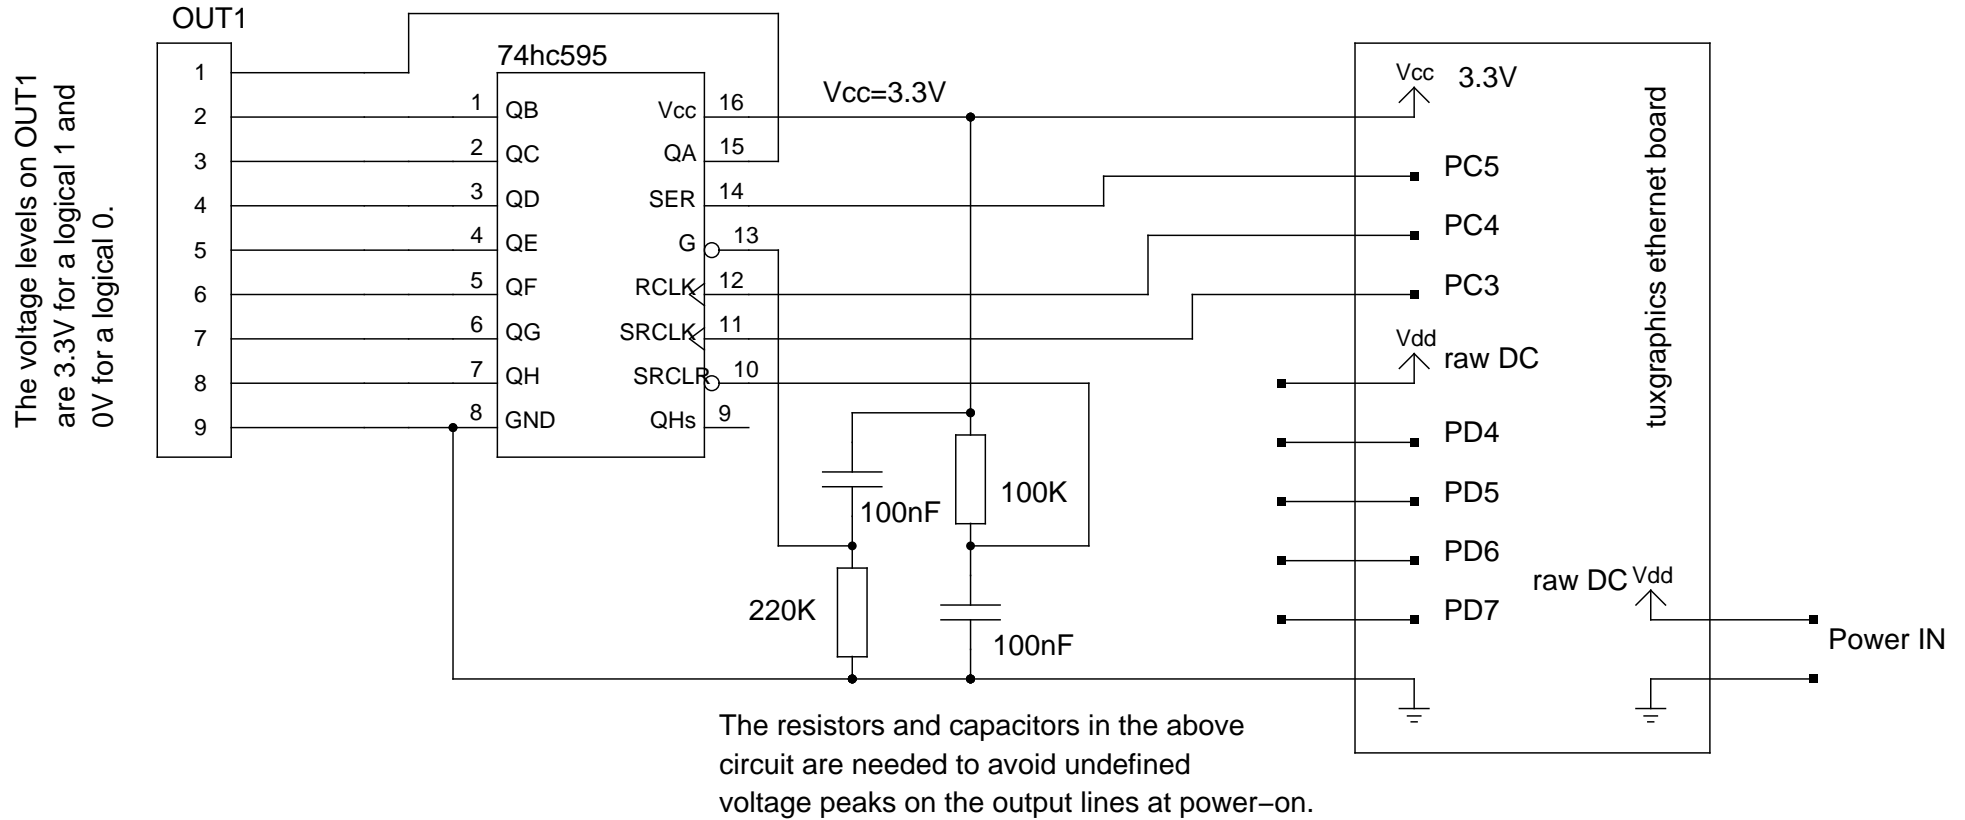 OUT1
The voltage levels on OUT1
are 3.3V for a logical 1 and
0V for a logical 0.
1
2
3
4
5
6
7
8
9
74hc595
1 QB
2 QC
3 QD
4 QE
5 QF
6 QG
7 QH
8 GND
Vcc 16
QA 15
SER 14
G 13
RCLK 12
SRCLK 11
SRCLR 10
QHs 9
Vcc=3.3V
100nF
100K
220K
100nF
Vcc 3.3V
PC5
PC4
PC3
Vdd raw DC
PD4
PD5
PD6
PD7
tuxgraphics ethernet board
raw DC Vdd
Power IN
The resistors and capacitors in the above
circuit are needed to avoid undefined
voltage peaks on the output lines at power−on.